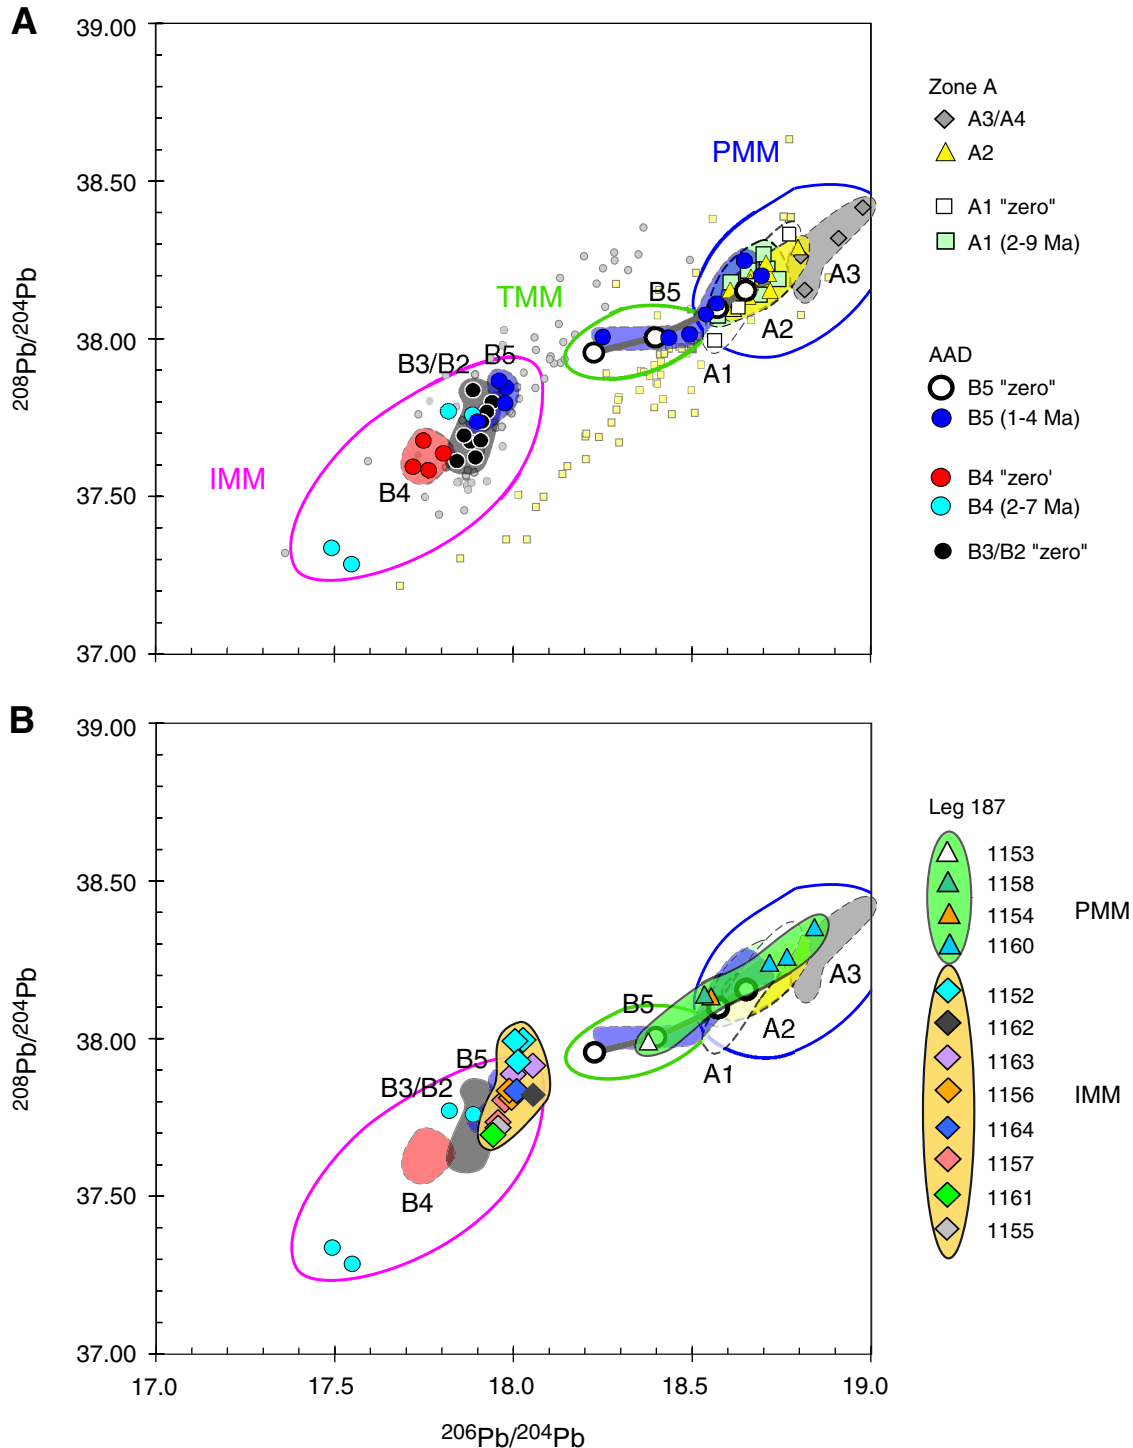 A
39.00
38.50
38.00
37.50
37.00
208Pb/204Pb
PMM
TMM
IMM
B5
B3/B2 B5
B4
A1
A2
A3
Zone A
A3/A4
A2
A1 "zero"
A1 (2-9 Ma)
AAD
B5 "zero"
B5 (1-4 Ma)
B4 "zero'
B4 (2-7 Ma)
B3/B2 "zero"
B
39.00
38.50
38.00
37.50
37.00
208Pb/204Pb
17.0 17.5 18.0 18.5 19.0
206Pb/204Pb
B5
B5
B3/B2
B4
A1
A2
A3
Leg 187
1153
1158
1154
1160
PMM
1152
1162
1163
1156
1164
1157
1161
1155
IMM